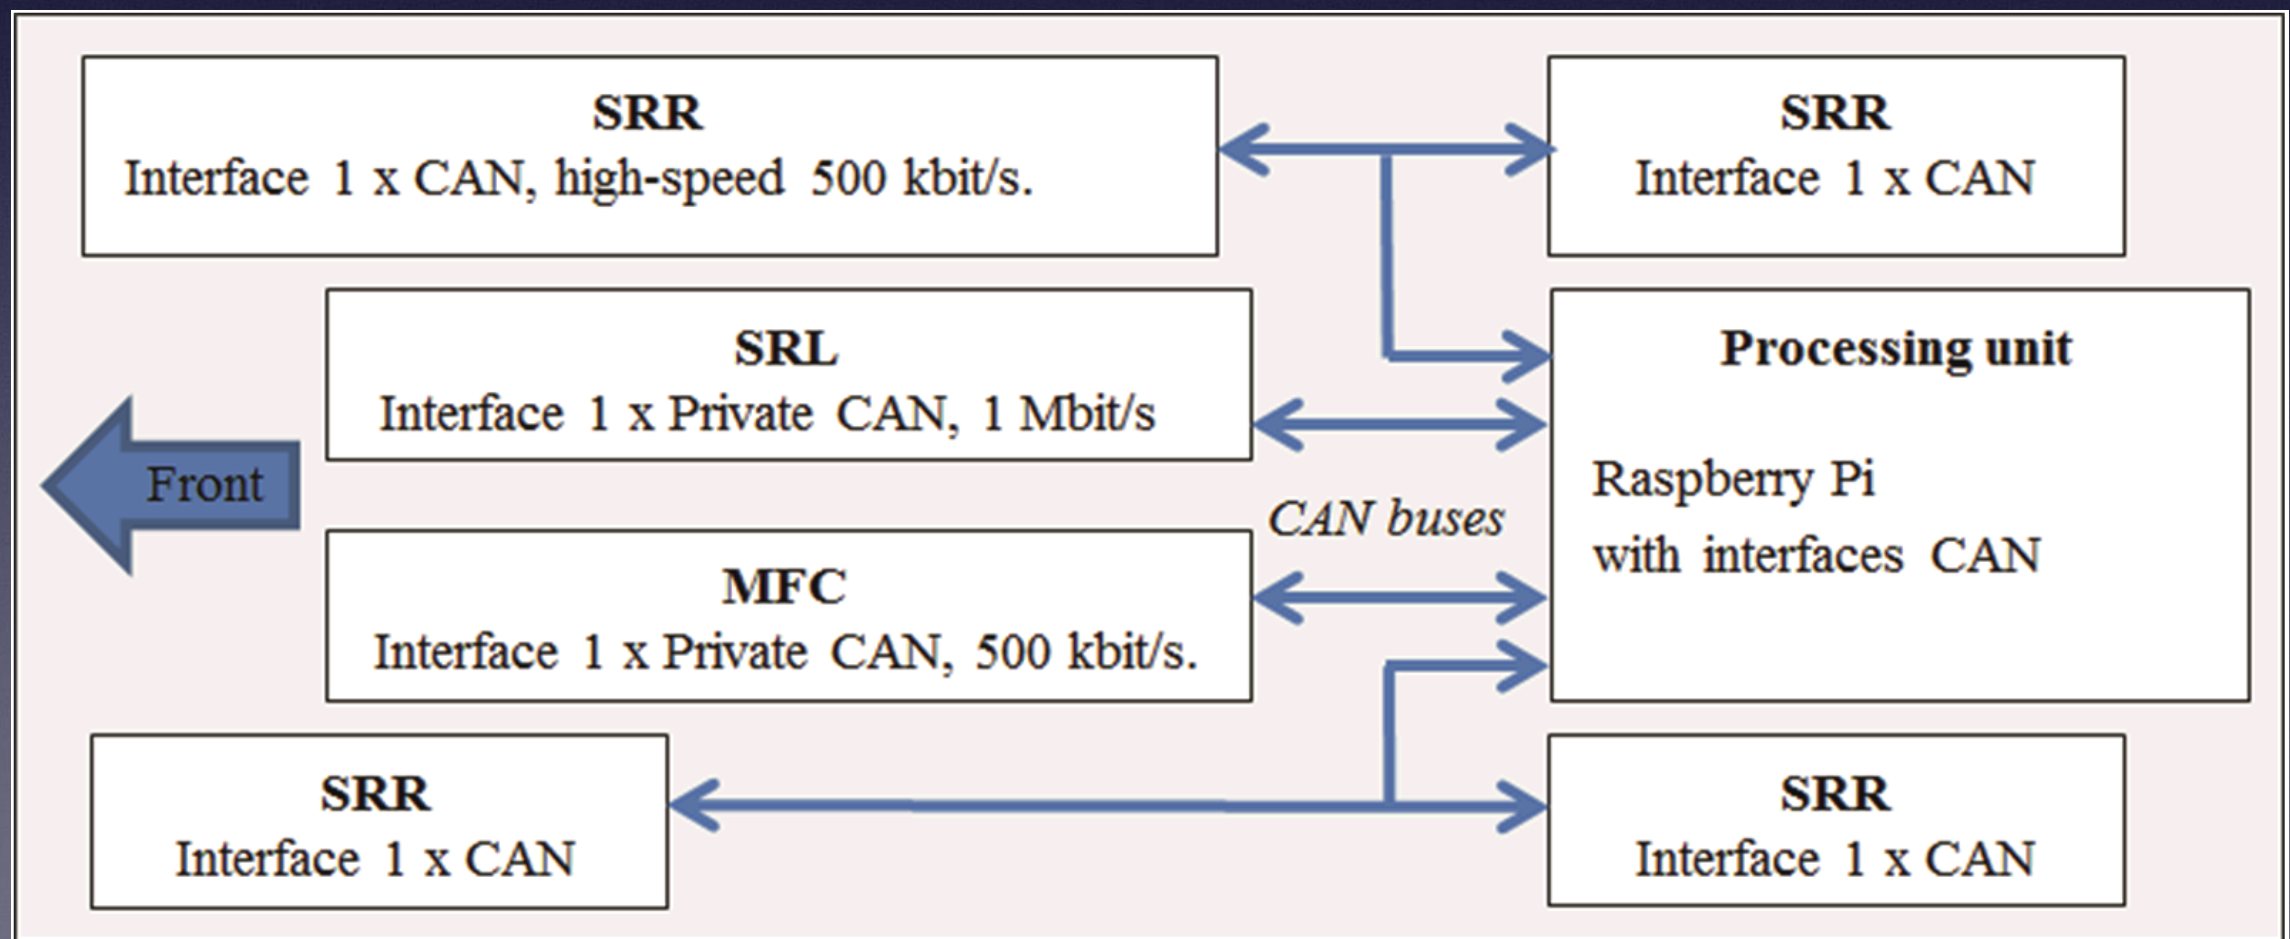 SRR
Interface 1 x CAN, high-speed 500 kbit/s.
SRR
Interface 1 x CAN
SRL
Interface 1 x Private CAN, 1 Mbit/s
Processing unit
Raspberry Pi
with interfaces CAN
Front
CAN buses
MFC
Interface 1 x Private CAN, 500 kbit/s.
SRR
Interface 1 x CAN
SRR
Interface 1 x CAN